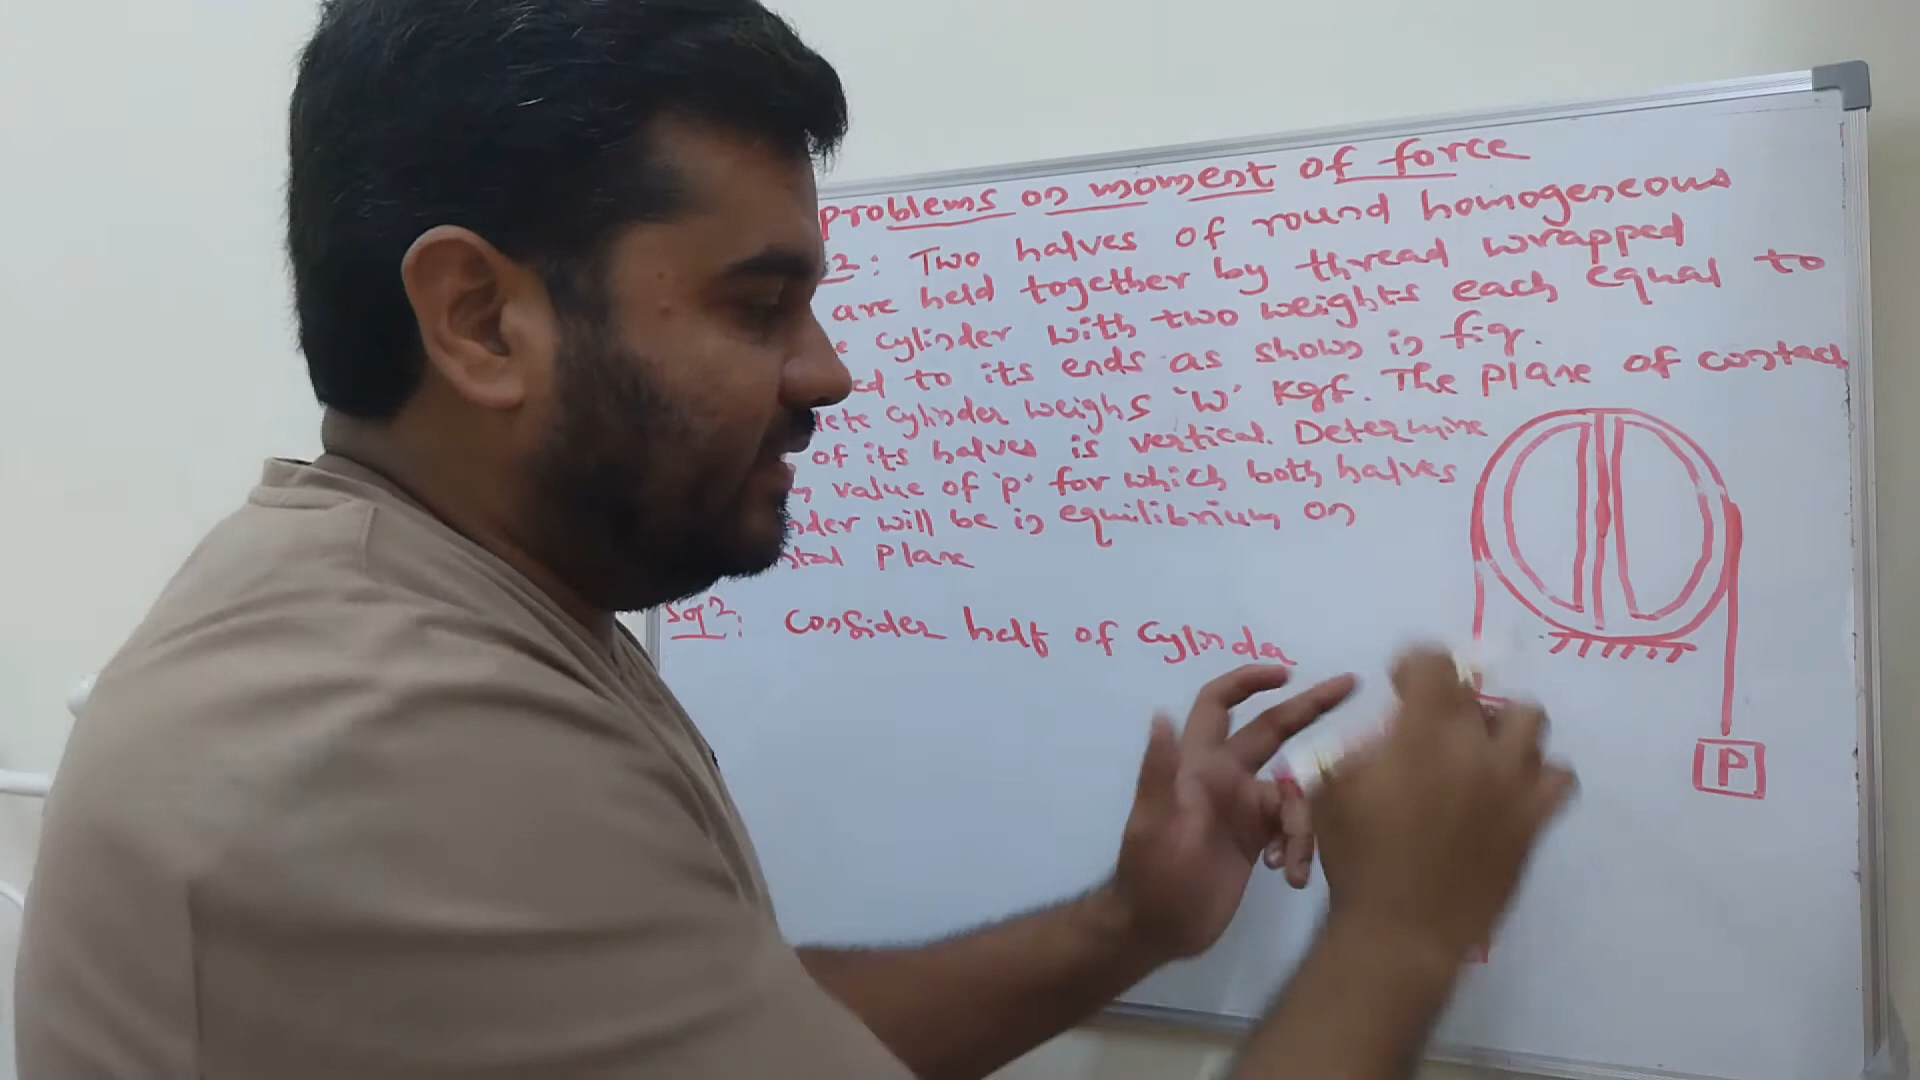 problems on moment of force
2: Two halves of round homogeneous
are held together by thread wrapped
cylinder with two weights each equal to
to its ends as shown in fig.
cylinder weighs 'W' Kgf. The plane of contact
of its halves is vertical. Determine
value of 'p' for which both halves
will be in equilibrium on
plane
Consider half of Cylinder
P